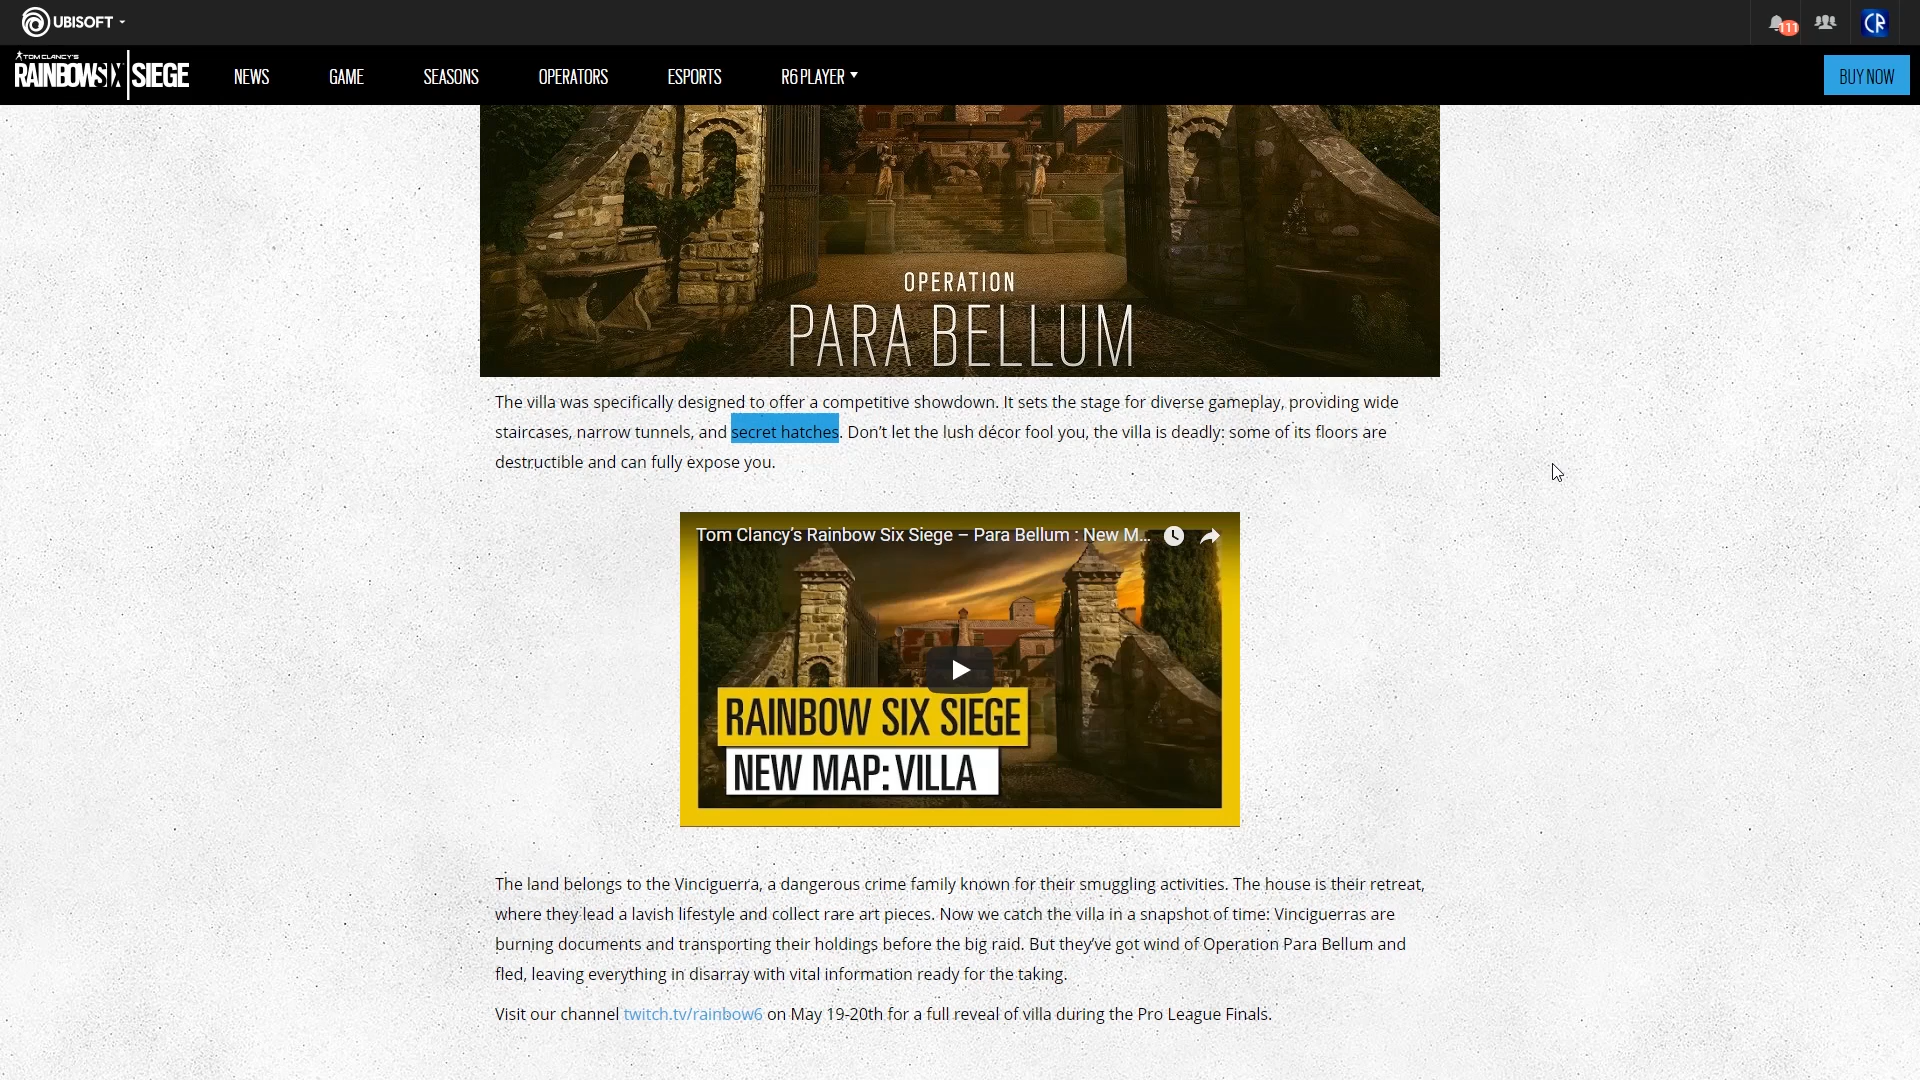 UBISOFT
111
CR
TOM CLANCY'S
RAINBOW SIX | SIEGE
NEWS
GAME
SEASONS
OPERATORS
ESPORTS
R6 PLAYER
BUY NOW
OPERATION
PARA BELLUM
The villa was specifically designed to offer a competitive showdown. It sets the stage for diverse gameplay, providing wide
staircases, narrow tunnels, and secret hatches. Don’t let the lush décor fool you, the villa is deadly: some of its floors are
destructible and can fully expose you.
Tom Clancy’s Rainbow Six Siege – Para Bellum : New M...
RAINBOW SIX SIEGE
NEW MAP: VILLA
The land belongs to the Vinciguerra, a dangerous crime family known for their smuggling activities. The house is their retreat,
where they lead a lavish lifestyle and collect rare art pieces. Now we catch the villa in a snapshot of time: Vinciguerras are
burning documents and transporting their holdings before the big raid. But they’ve got wind of Operation Para Bellum and
fled, leaving everything in disarray with vital information ready for the taking.
Visit our channel twitch.tv/rainbow6 on May 19-20th for a full reveal of villa during the Pro League Finals.